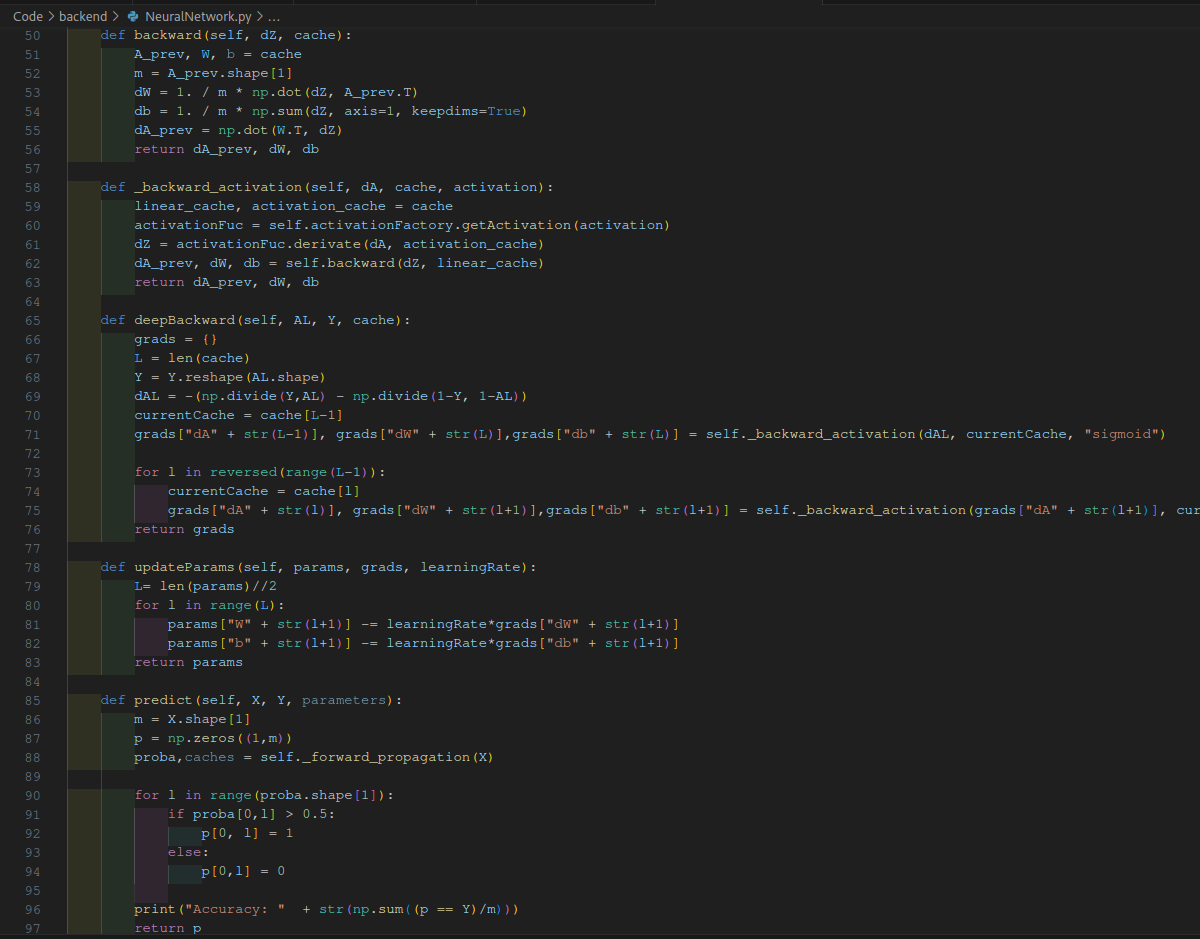 Code > backend > NeuralNetwork.py > ...
50 def backward(self, dZ, cache):
51 A_prev, W, b = cache
52 m = A_prev.shape[1]
53 dW = 1. / m * np.dot(dZ, A_prev.T)
54 db = 1. / m * np.sum(dZ, axis=1, keepdims=True)
55 dA_prev = np.dot(W.T, dZ)
56 return dA_prev, dW, db
57
58 def _backward_activation(self, dA, cache, activation):
59 linear_cache, activation_cache = cache
60 activationFuc = self.activationFactory.getActivation(activation)
61 dZ = activationFuc.derivate(dA, activation_cache)
62 dA_prev, dW, db = self.backward(dZ, linear_cache)
63 return dA_prev, dW, db
64
65 def deepBackward(self, AL, Y, cache):
66 grads = {}
67 L = len(cache)
68 Y = Y.reshape(AL.shape)
69 dAL = -(np.divide(Y,AL) - np.divide(1-Y, 1-AL))
70 currentCache = cache[L-1]
71 grads["dA" + str(L-1)], grads["dW" + str(L)],grads["db" + str(L)] = self._backward_activation(dAL, currentCache, "sigmoid")
72
73 for l in reversed(range(L-1)):
74 currentCache = cache[l]
75 grads["dA" + str(l)], grads["dW" + str(l+1)],grads["db" + str(l+1)] = self._backward_activation(grads["dA" + str(l+1)], cur
76 return grads
77
78 def updateParams(self, params, grads, learningRate):
79 L= len(params)//2
80 for l in range(L):
81 params["W" + str(l+1)] -= learningRate*grads["dW" + str(l+1)]
82 params["b" + str(l+1)] -= learningRate*grads["db" + str(l+1)]
83 return params
84
85 def predict(self, X, Y, parameters):
86 m = X.shape[1]
87 p = np.zeros((1,m))
88 proba,caches = self._forward_propagation(X)
89
90 for l in range(proba.shape[1]):
91 if proba[0,l] > 0.5:
92 p[0, l] = 1
93 else:
94 p[0,l] = 0
95
96 print("Accuracy: "  + str(np.sum((p == Y)/m)))
97 return p